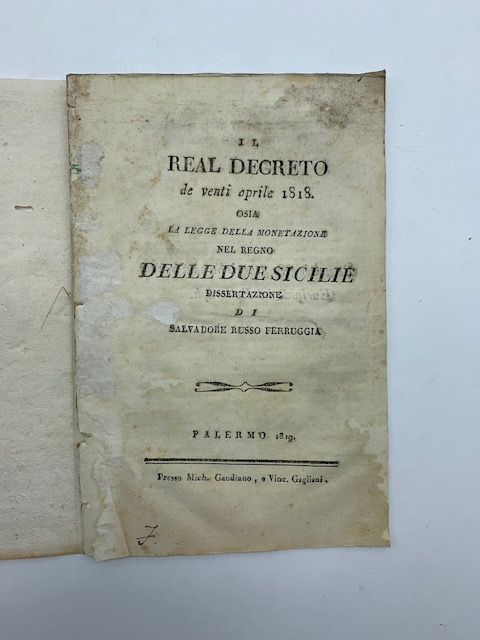 IL
REAL DECRETO
de venti aprile 1818.
OSIA
LA LEGGE DELLA MONETAZIONE
NEL REGNO
DELLE DUE SICILIE
DISSERTAZIONE
DI
SALVADORE RUSSO FERRUGGIA
PALERMO 1819.
Presso Mich. Gaudiano, e Vinc. Gagliani.